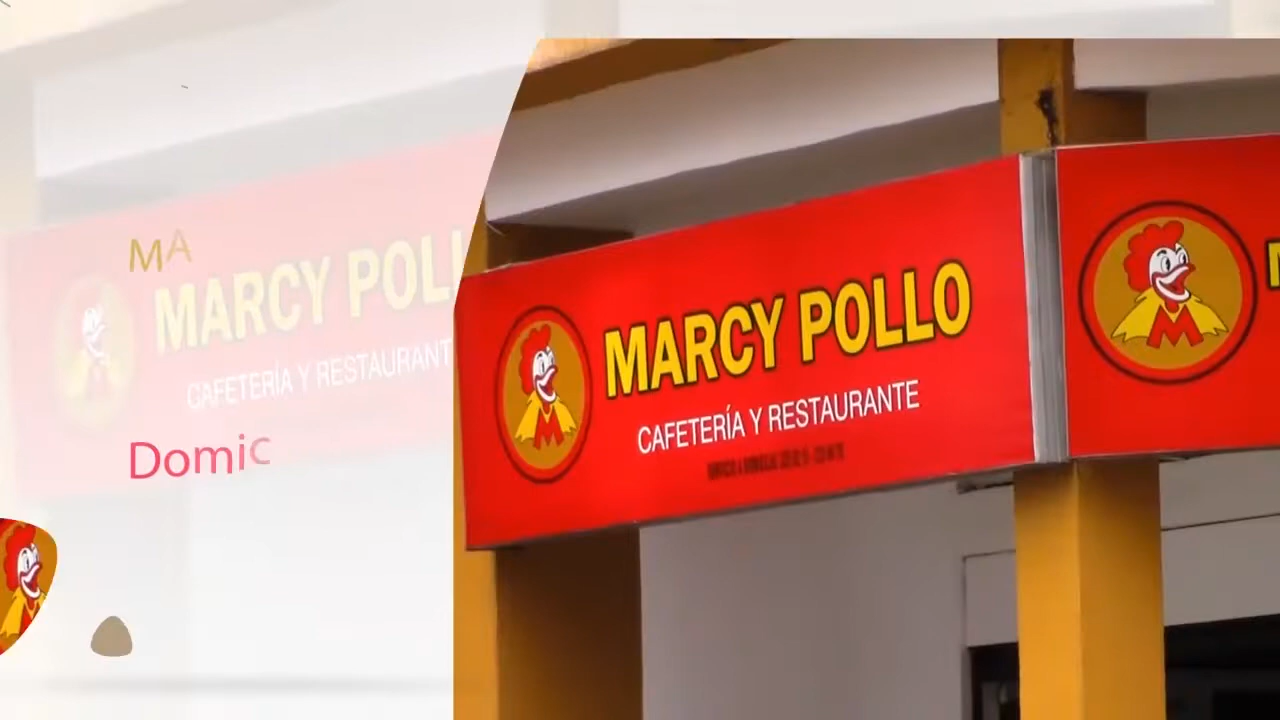 MA
MARCY POLL
CAFETERÍA Y RESTAURANT
Domic
MARCY POLLO
CAFETERÍA Y RESTAURANTE
M
M